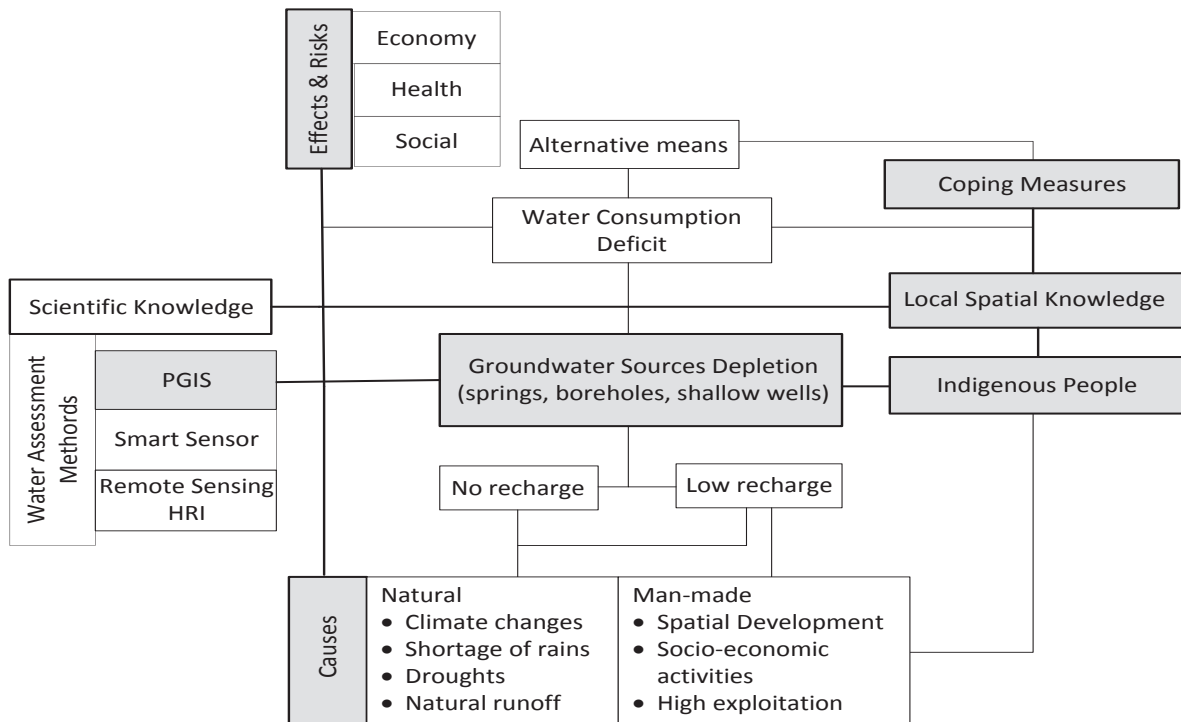 Effects & Risks
Economy
Health
Social
Alternative means
Coping Measures
Water Consumption
Deficit
Scientific Knowledge
Local Spatial Knowledge
Water Assessment
Methords
PGIS
Smart Sensor
Remote Sensing
HRI
Groundwater Sources Depletion
(springs, boreholes, shallow wells)
Indigenous People
No recharge
Low recharge
Causes
Natural
• Climate changes
• Shortage of rains
• Droughts
• Natural runoff
Man-made
• Spatial Development
• Socio-economic
activities
• High exploitation